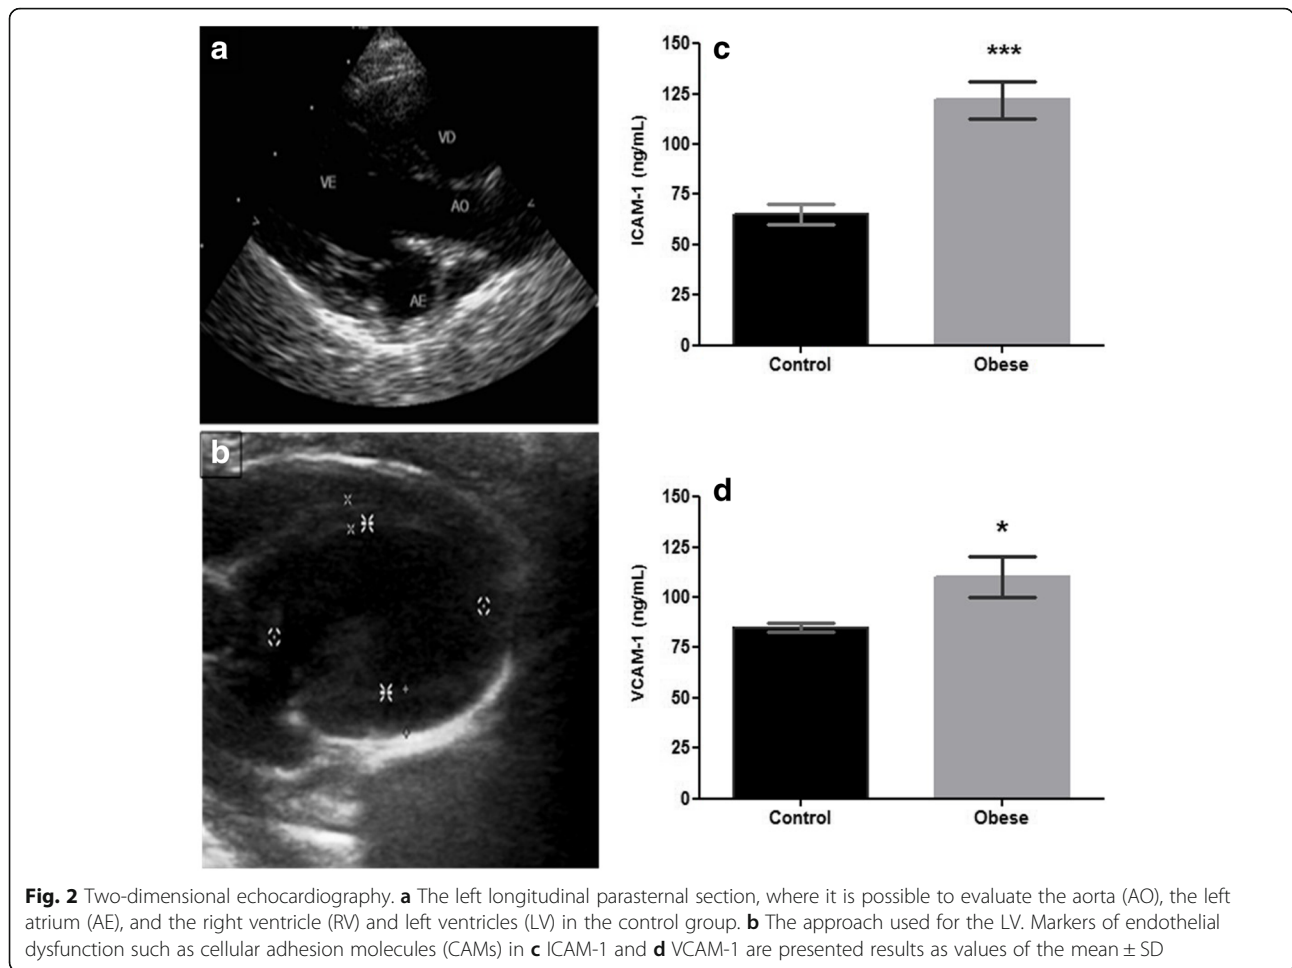 a
VD
VE
AO
AE
b
c
***
150
125
100
75
50
25
0
ICAM-1 (ng/mL)
Control Obese
d
*
150
125
100
75
50
25
0
VCAM-1 (ng/mL)
Control Obese
Fig. 2 Two-dimensional echocardiography. a The left longitudinal parasternal section, where it is possible to evaluate the aorta (AO), the left
atrium (AE), and the right ventricle (RV) and left ventricles (LV) in the control group. b The approach used for the LV. Markers of endothelial
dysfunction such as cellular adhesion molecules (CAMs) in c ICAM-1 and d VCAM-1 are presented results as values of the mean ± SD